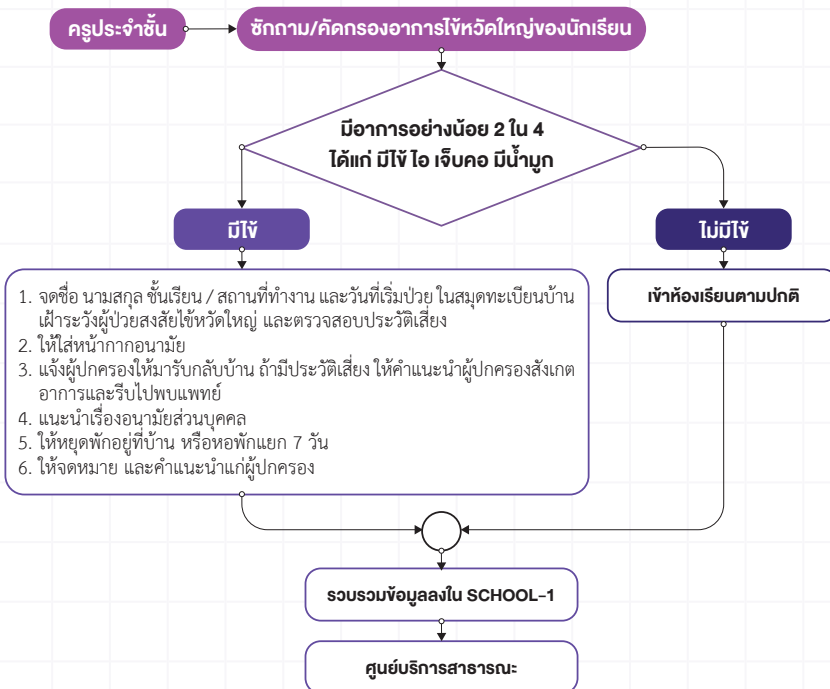 ครูประจำชั้น
ซักถาม/คัดกรองอาการไข้หวัดใหญ่ของนักเรียน
มีอาการอย่างน้อย 2 ใน 4
ได้แก่ มีไข้ ไอ เจ็บคอ มีน้ำมูก
มีไข้
ไม่มีไข้
1. จดชื่อ นามสกุล ชั้นเรียน / สถานที่ทำงาน และวันที่เริ่มป่วย ในสมุดทะเบียนบ้าน
เฝ้าระวังผู้ป่วยสงสัยไข้หวัดใหญ่ และตรวจสอบประวัติเสี่ยง
2. ให้ใส่หน้ากากอนามัย
3. แจ้งผู้ปกครองให้มารับกลับบ้าน ถ้ามีประวัติเสี่ยง ให้คำแนะนำผู้ปกครองสังเกต
อาการและรีบไปพบแพทย์
4. แนะนำเรื่องอนามัยส่วนบุคคล
5. ให้หยุดพักอยู่ที่บ้าน หรือหอพักแยก 7 วัน
6. ให้จดหมาย และคำแนะนำแก่ผู้ปกครอง
เข้าห้องเรียนตามปกติ
รวบรวมข้อมูลลงใน SCHOOL-1
ศูนย์บริการสาธารณะ